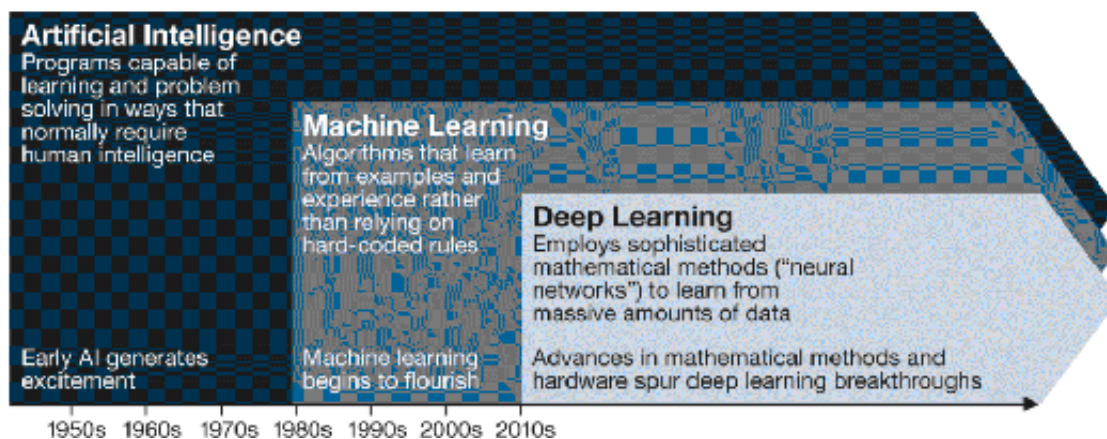 Artificial Intelligence
Programs capable of
learning and problem
solving in ways that
normally require
human intelligence
Machine Learning
Algorithms that learn
from examples and
experience rather
than relying on
hard-coded rules
Deep Learning
Employs sophisticated
mathematical methods (“neural
networks”) to learn from
massive amounts of data
Early AI generates
excitement
Machine learning
begins to flourish
Advances in mathematical methods and
hardware spur deep learning breakthroughs
1950s 1960s 1970s 1980s 1990s 2000s 2010s